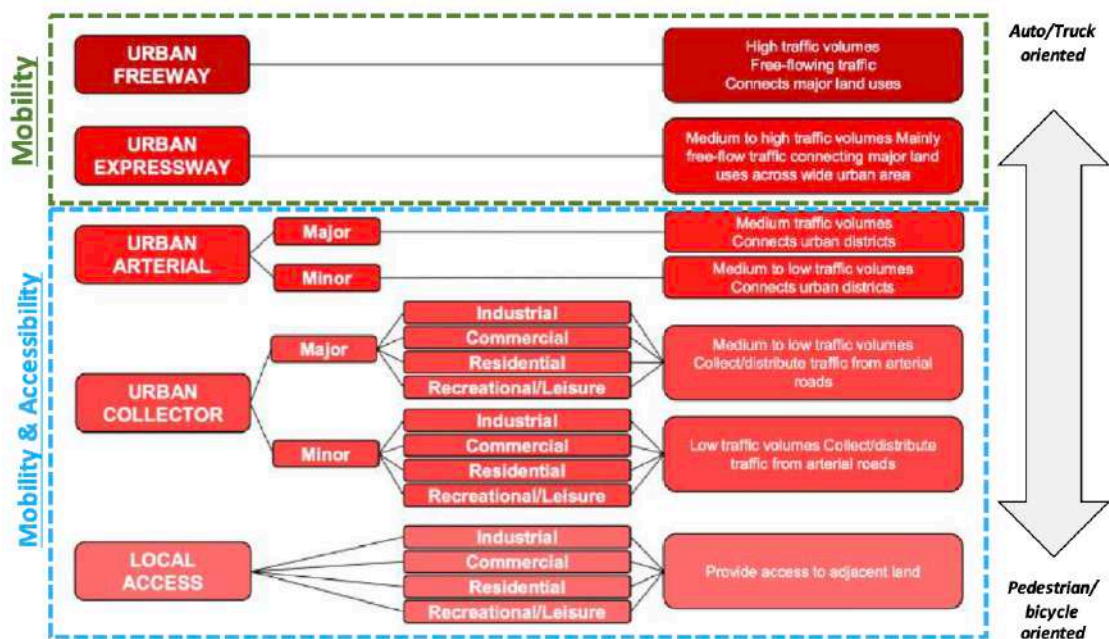 Mobility
URBAN
FREEWAY
High traffic volumes
Free-flowing traffic
Connects major land uses
Auto/Truck
oriented
URBAN
EXPRESSWAY
Medium to high traffic volumes Mainly
free-flow traffic connecting major land
uses across wide urban area
Mobility & Accessibility
URBAN
ARTERIAL
Major
Medium traffic volumes
Connects urban districts
Minor
Medium to low traffic volumes
Connects urban districts
URBAN
COLLECTOR
Major
Industrial
Commercial
Residential
Recreational/Leisure
Medium to low traffic volumes
Collect/distribute traffic from arterial
roads
Minor
Industrial
Commercial
Residential
Recreational/Leisure
Low traffic volumes Collect/distribute
traffic from arterial roads
LOCAL
ACCESS
Industrial
Commercial
Residential
Recreational/Leisure
Provide access to adjacent land
Pedestrian/
bicycle
oriented